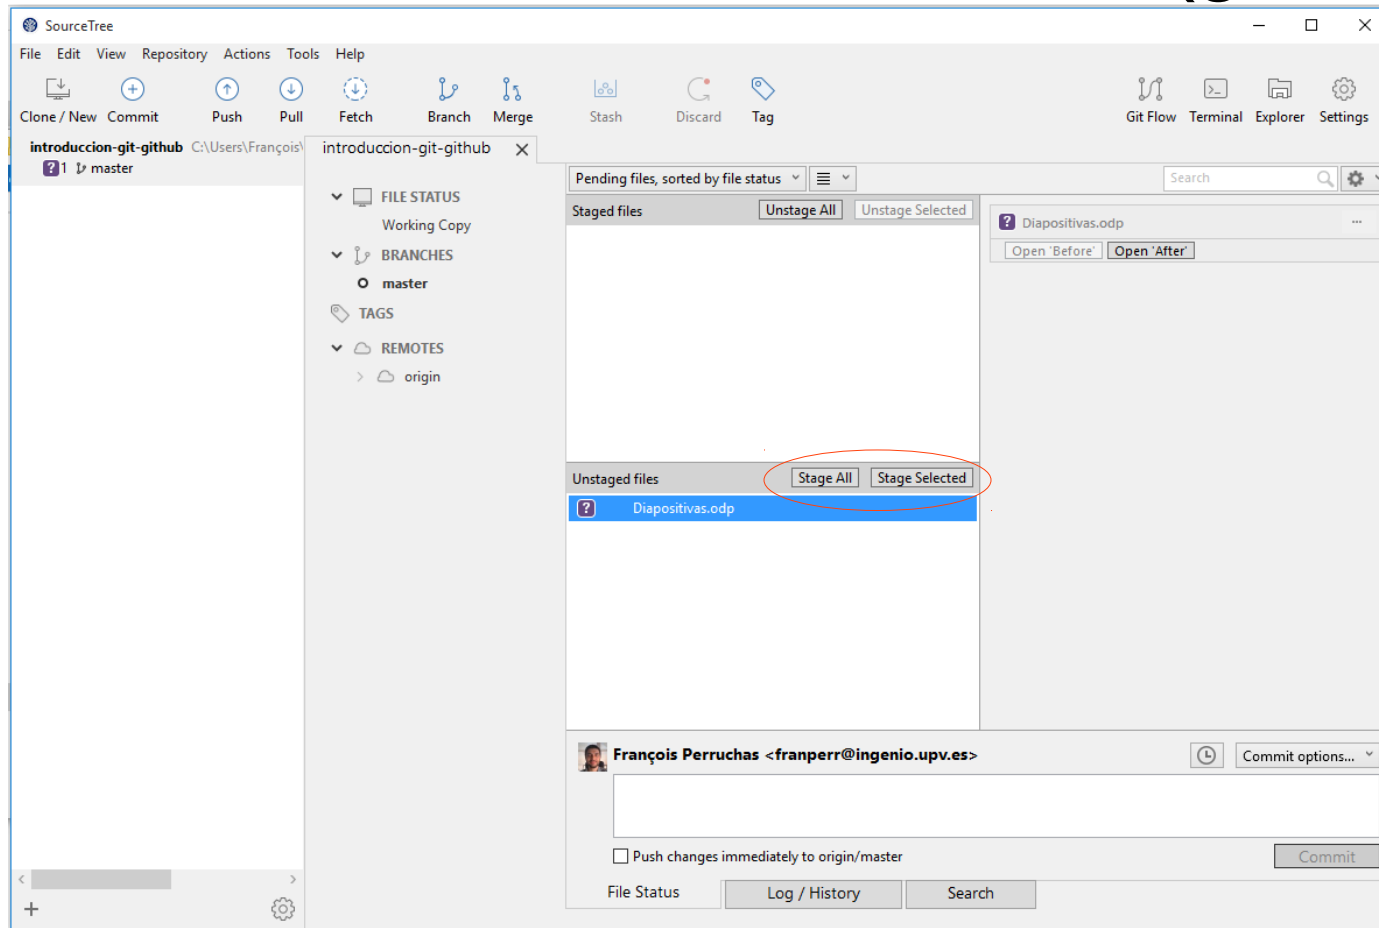 SourceTree
File Edit View Repository Actions Tools Help
Clone / New Commit Push Pull Fetch Branch Merge Stash Discard Tag Git Flow Terminal Explorer Settings
introduccion-git-github C:\Users\François\
?1 master
introduccion-git-github
FILE STATUS
Working Copy
BRANCHES
master
TAGS
REMOTES
origin
Pending files, sorted by file status
Search
Staged files Unstage All Unstage Selected
? Diapositivas.odp ...
Open 'Before' Open 'After'
Unstaged files Stage All Stage Selected
? Diapositivas.odp
François Perruchas <franperr@ingenio.upv.es>
Commit options...
Push changes immediately to origin/master
Commit
File Status Log / History Search